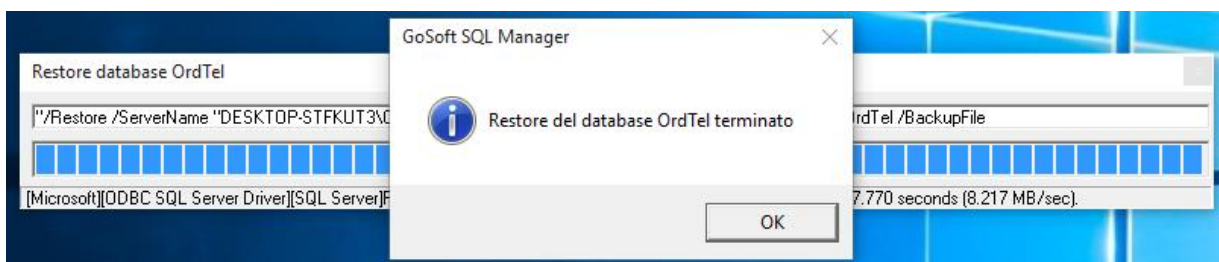 GoSoft SQL Manager
Restore database OrdTel
"/Restore /ServerName "DESKTOP-STFKUT3\
rdTel /BackupFile
Restore del database OrdTel terminato
[Microsoft][ODBC SQL Server Driver][SQL Server]
7.770 seconds (8.217 MB/sec).
OK